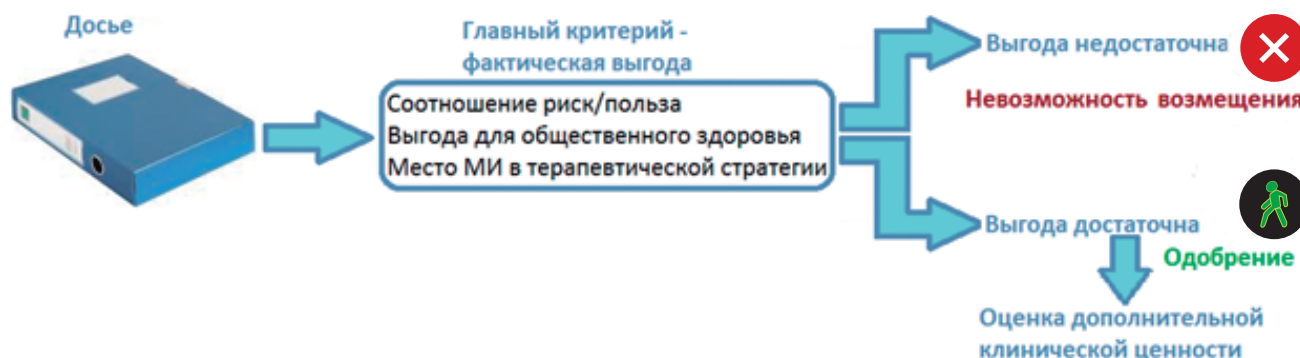 Досье
Главный критерий -
фактическая выгода
Соотношение риск/польза
Выгода для общественного здоровья
Место МИ в терапевтической стратегии
Выгода недостаточна
Невозможность возмещения
Выгода достаточна
Одобрение
Оценка дополнительной
клинической ценности